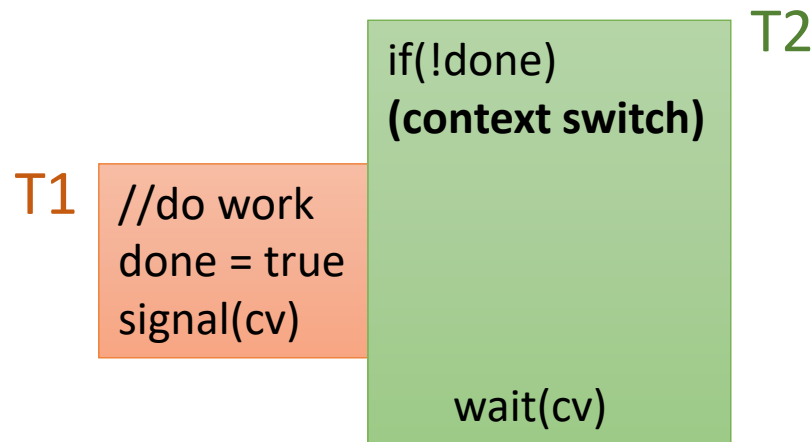 T2
if(!done)
(context switch)
T1
//do work
done = true
signal(cv)
wait(cv)